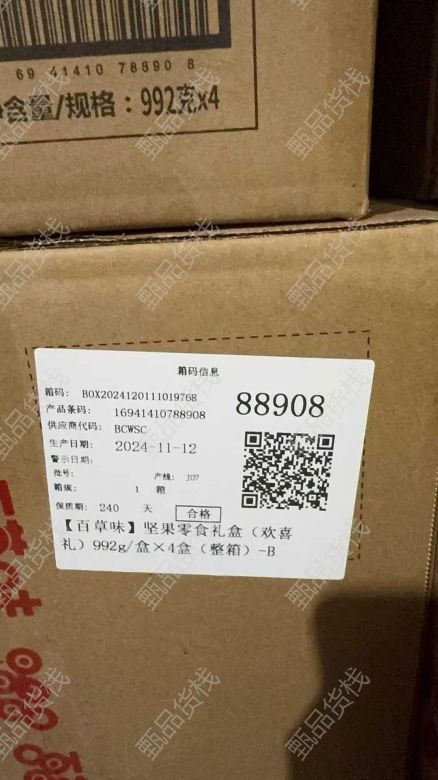 69 41410 78890 8
净含量/规格：992克x4
箱码信息
箱码： BOX2024120111019768
产品条码： 16941410788908
88908
供应商代码： BCWSC
生产日期： 2024-11-12
警示日期：
批号： 产线： J07
箱规： 1 箱
保质期： 240 天 合格
【百草味】坚果零食礼盒（欢喜
礼）992g/盒×4盒（整箱）-B
甄品货栈